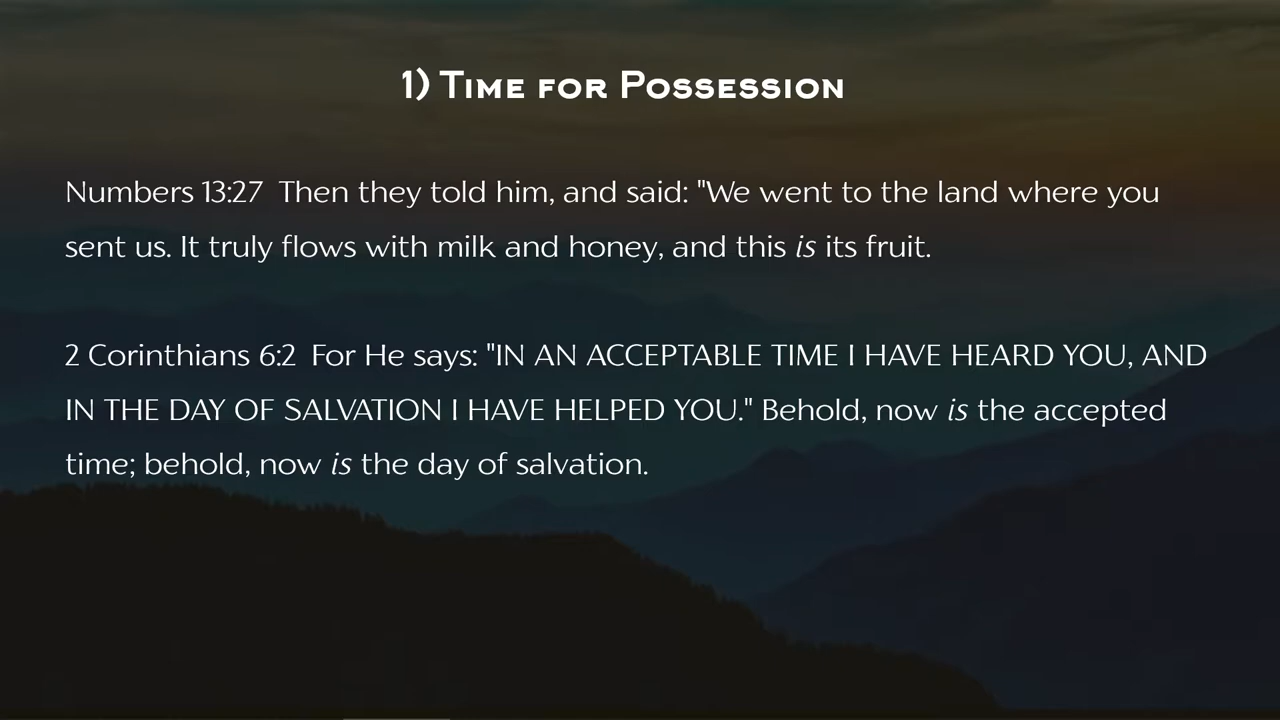 1) Time for Possession
Numbers 13:27  Then they told him, and said: "We went to the land where you
sent us. It truly flows with milk and honey, and this is its fruit.
2 Corinthians 6:2  For He says: "IN AN ACCEPTABLE TIME I HAVE HEARD YOU, AND
IN THE DAY OF SALVATION I HAVE HELPED YOU." Behold, now is the accepted
time; behold, now is the day of salvation.